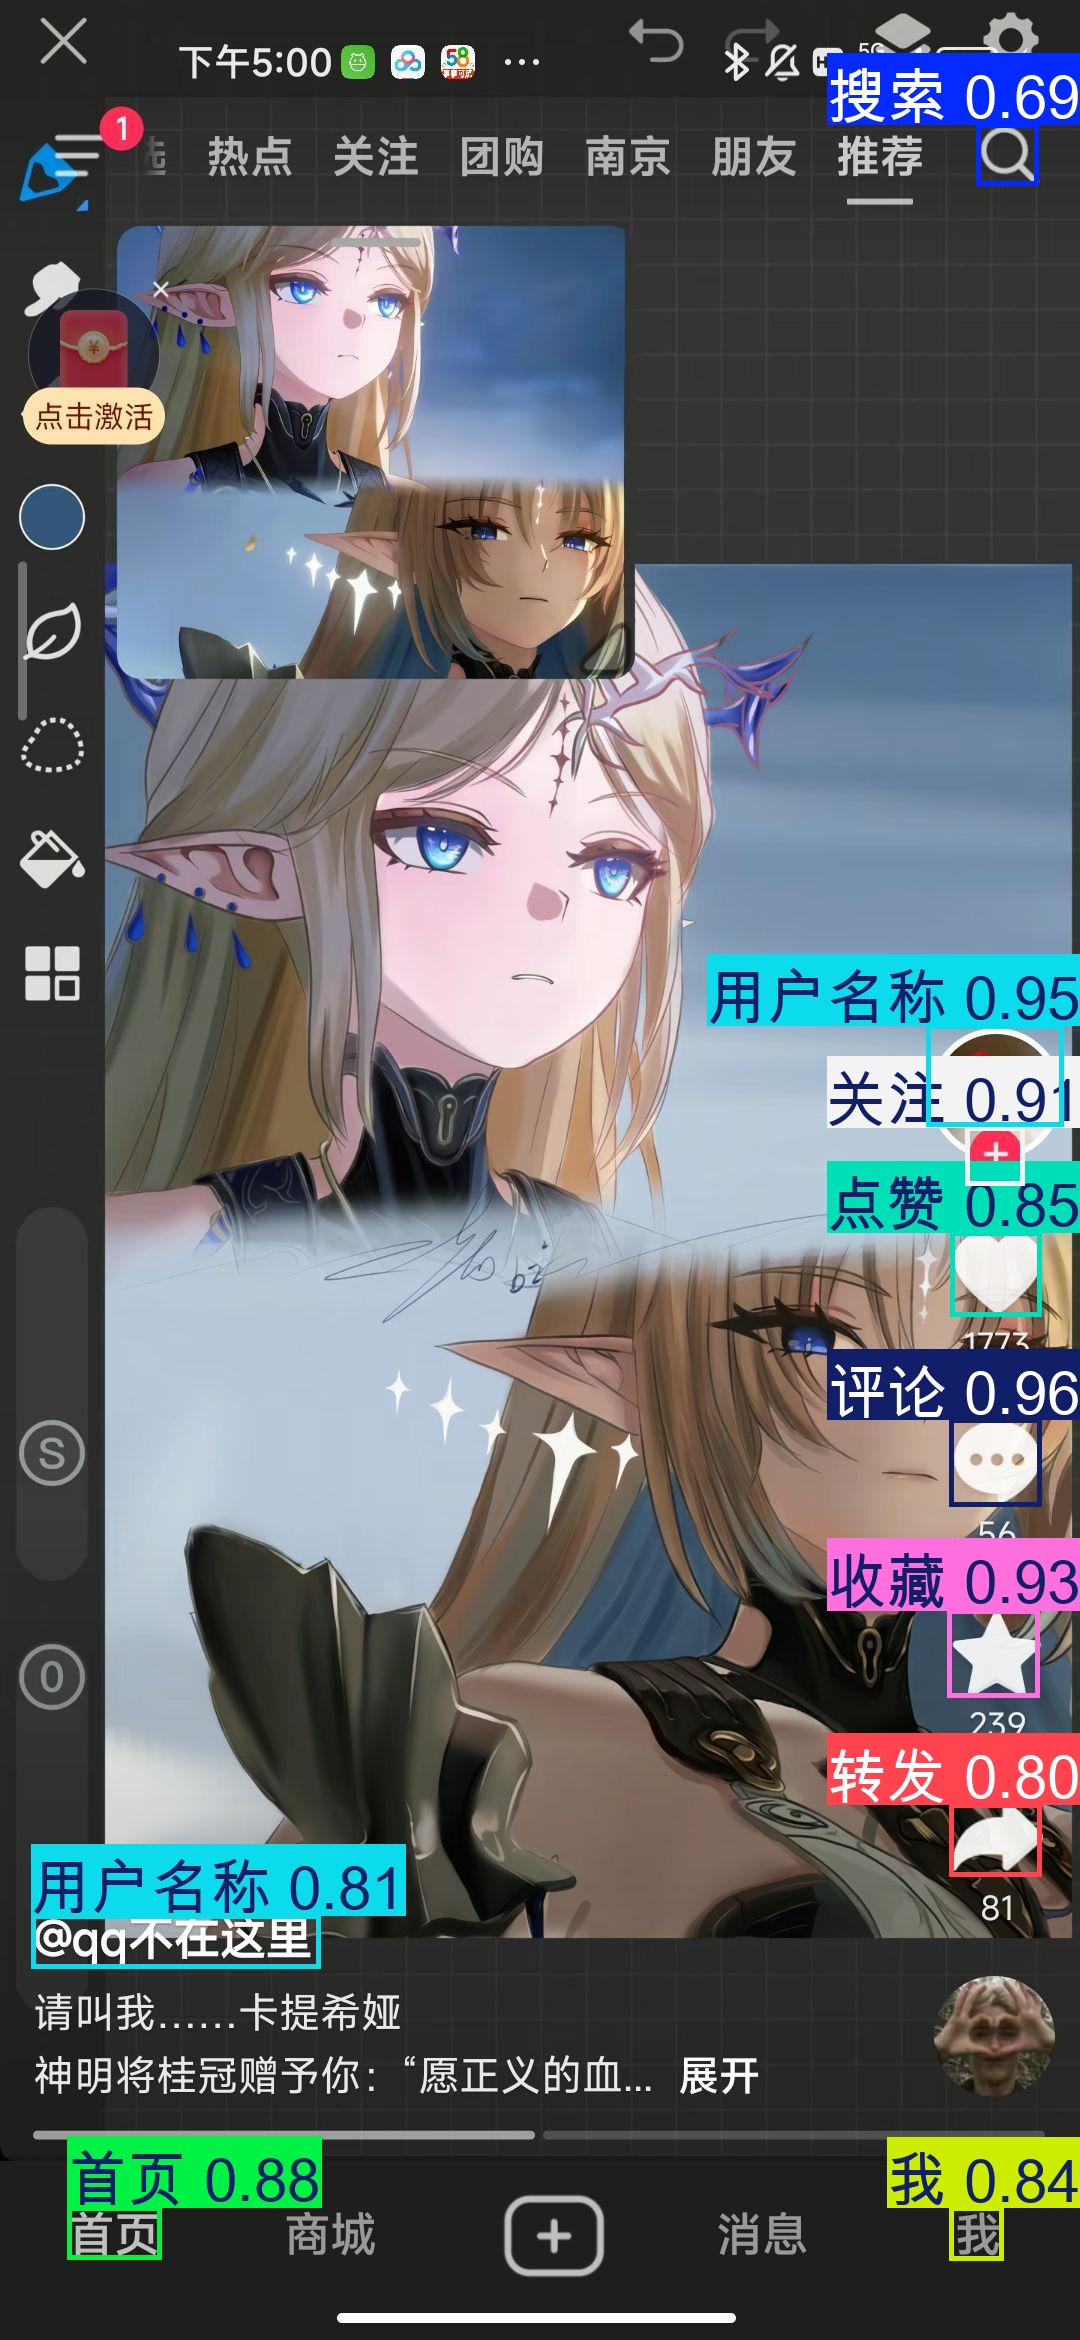 下午5:00
58
...
5G
搜索 0.69
1
选 热点 关注 团购 南京 朋友 推荐
点击激活
用户名称 0.95
关注 0.91
点赞 0.85
1773
评论 0.96
56
收藏 0.93
239
转发 0.80
81
S
0
用户名称 0.81
@qq不在这里
请叫我……卡提希娅
神明将桂冠赠予你：“愿正义的血... 展开
首页 0.88
我 0.84
首页 商城 消息 我